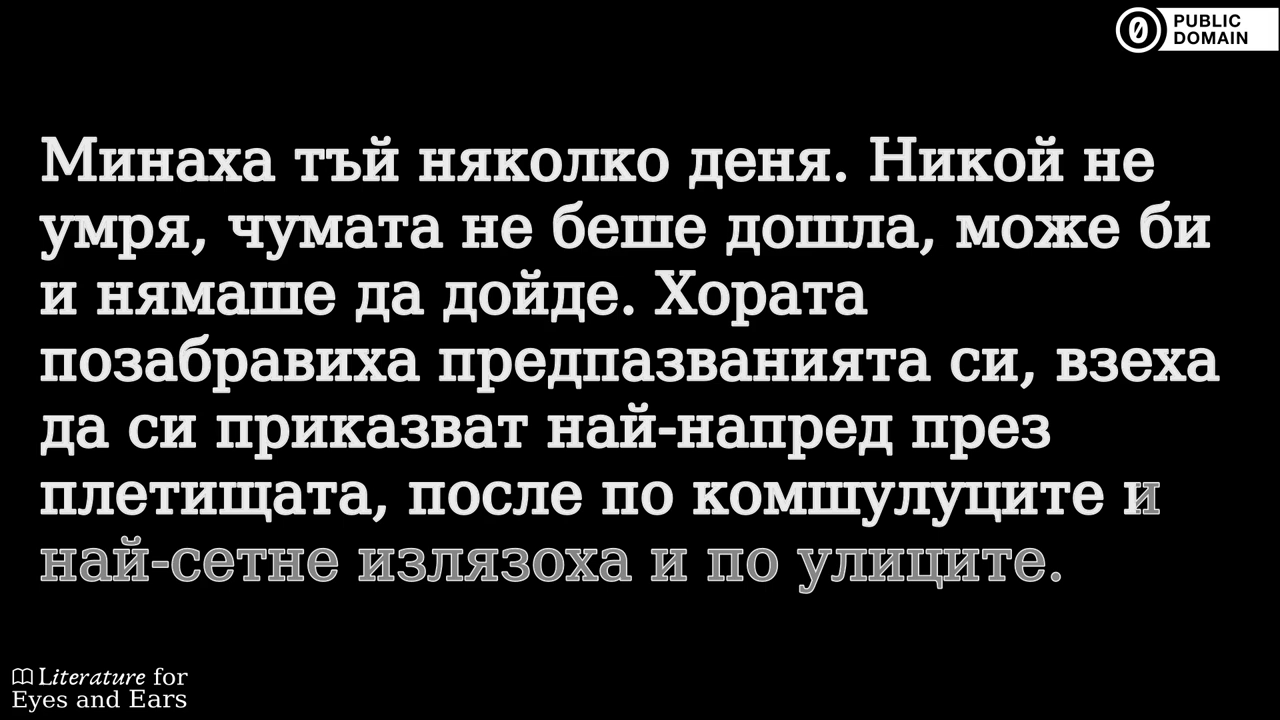 PUBLIC
DOMAIN
Минаха тъй няколко деня. Никой не
умря, чумата не беше дошла, може би
и нямаше да дойде. Хората
позабравиха предпазванията си, взеха
да си приказват най-напред през
плетищата, после по комшулуците и
най-сетне излязоха и по улиците.
Literature for
Eyes and Ears